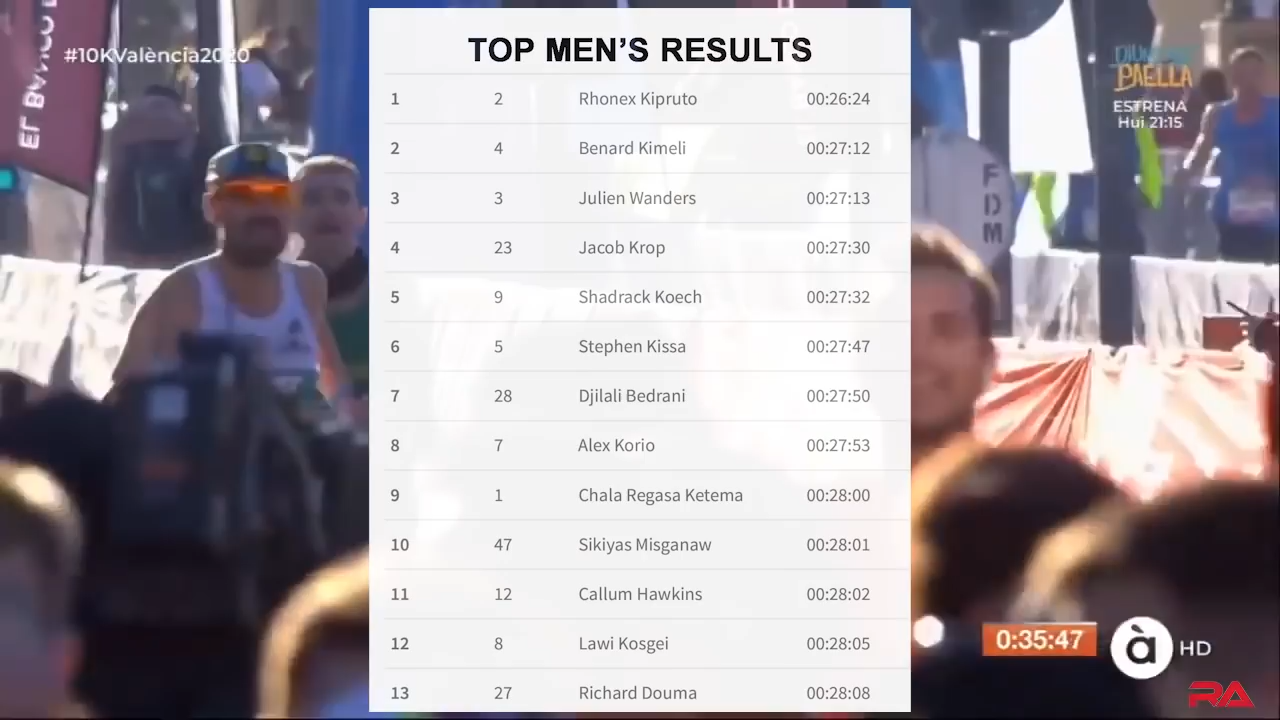 #10KValència2020
EL BANCO D
TOP MEN'S RESULTS
1 2 Rhonex Kipruto 00:26:24
2 4 Benard Kimeli 00:27:12
3 3 Julien Wanders 00:27:13
4 23 Jacob Krop 00:27:30
5 9 Shadrack Koech 00:27:32
6 5 Stephen Kissa 00:27:47
7 28 Djilali Bedrani 00:27:50
8 7 Alex Korio 00:27:53
9 1 Chala Regasa Ketema 00:28:00
10 47 Sikiyas Misganaw 00:28:01
11 12 Callum Hawkins 00:28:02
12 8 Lawi Kosgei 00:28:05
13 27 Richard Douma 00:28:08
PAELLA
ESTRENA
Hui 21:15
FDM
0:35:47
à HD
RA